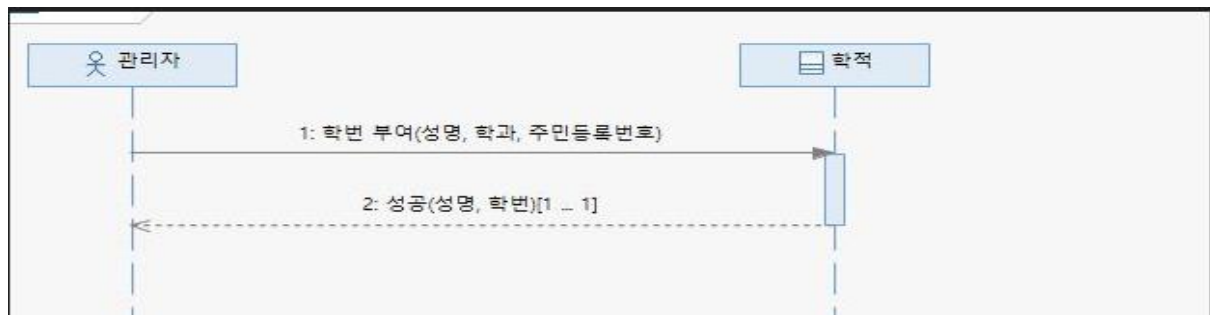 관리자
학적
1: 학번 부여(성명, 학과, 주민등록번호)
2: 성공(성명, 학번)[1 ... 1]